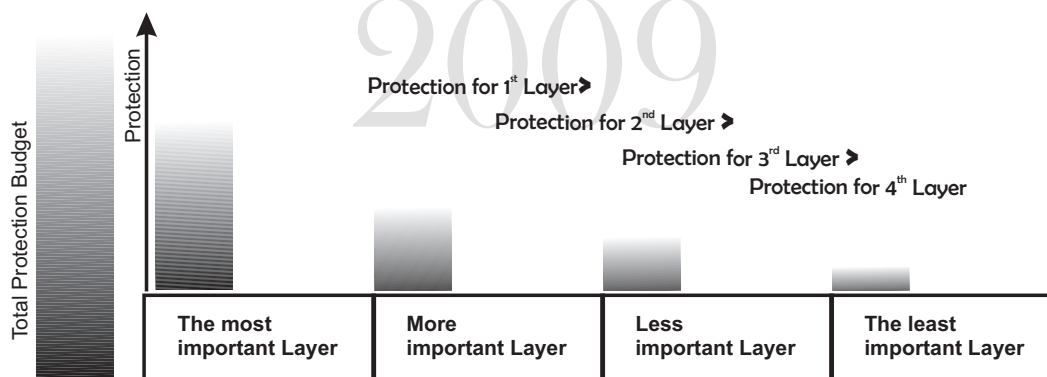 2009
Total Protection Budget
Protection
Protection for 1st Layer>
Protection for 2nd Layer >
Protection for 3rd Layer >
Protection for 4th Layer
The most
important Layer
More
important Layer
Less
important Layer
The least
important Layer